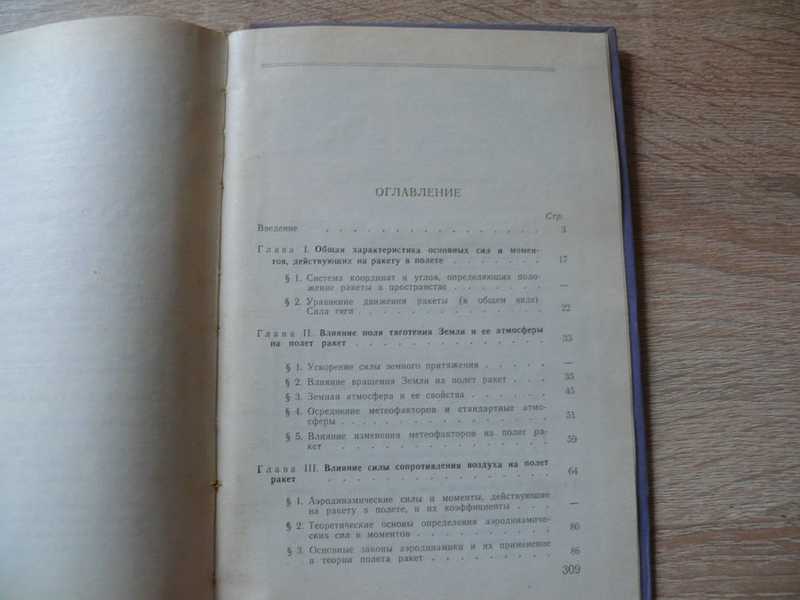 ОГЛАВЛЕНИЕ
Стр.
Введение . . . . . . . . . . . . . . 3
Глава I. Общая характеристика основных сил и момен-
тов, действующих на ракету в полете . . . . . . . 17
§ 1. Система координат и углов, определяющих поло-
жение ракеты в пространстве . . . . . . . —
§ 2. Уравнение движения ракеты (в общем виде)
Сила тяги . . . . . . . . . . . . 22
Глава II. Влияние поля тяготения Земли и ее атмосферы
на полет ракет . . . . . . . . . . . . . 33
§ 1. Ускорение силы земного притяжения . . . . . —
§ 2. Влияние вращения Земли на полет ракет . . . 35
§ 3. Земная атмосфера и ее свойства . . . . . . 45
§ 4. Осреднение метеофакторов и стандартные атмо-
сферы . . . . . . . . . . . . . . 51
§ 5. Влияние изменения метеофакторов на полет ра-
кет . . . . . . . . . . . . . . 59
Глава III. Влияние силы сопротивления воздуха на полет
ракет . . . . . . . . . . . . . . 64
§ 1. Аэродинамические силы и моменты, действующие
на ракету в полете, и их коэффициенты . . . —
§ 2. Теоретические основы определения аэродинамиче-
ских сил и моментов . . . . . . . . . 80
§ 3. Основные законы аэродинамики и их применение
в теории полета ракет . . . . . . . . 86
309